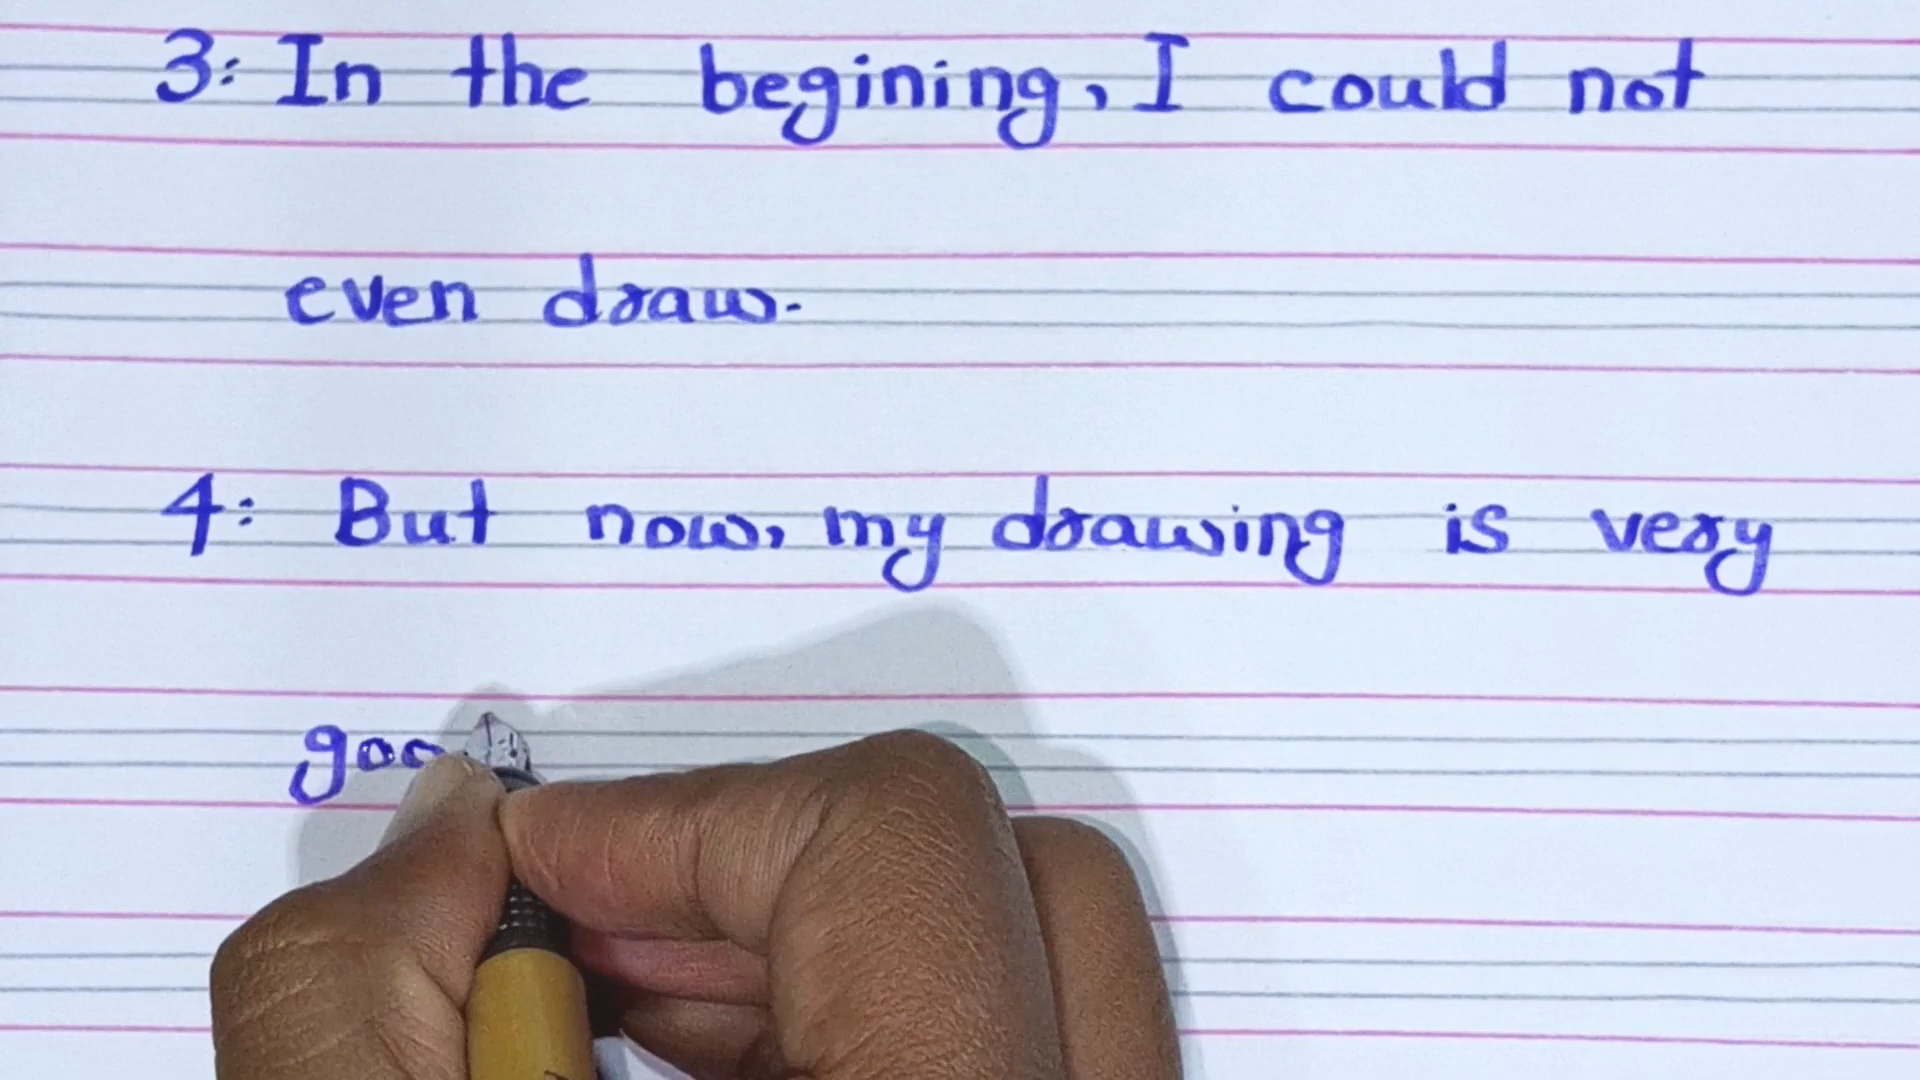 3: In the begining, I could not
even draw.
4: But now, my drawing is very
goo